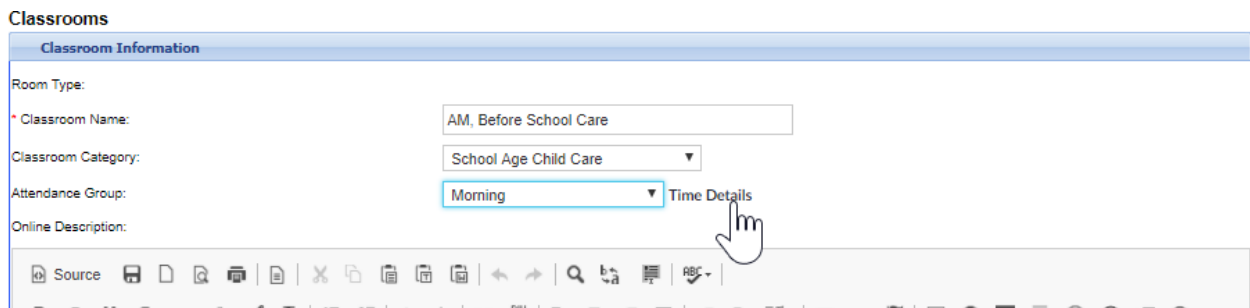 Classrooms
Classroom Information
Room Type:
* Classroom Name: AM, Before School Care
Classroom Category: School Age Child Care
Attendance Group: Morning Time Details
Online Description:
Source